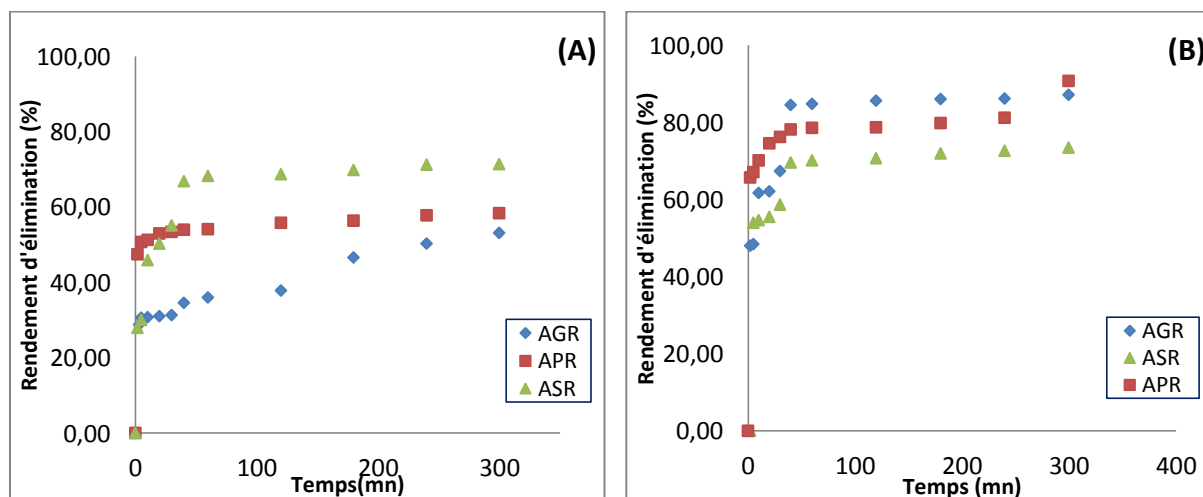 (A)
Rendement d'élimination (%)
100,00
80,00
60,00
40,00
20,00
0,00
0
100
200
300
Temps(mn)
AGR
APR
ASR
(B)
Rendement d'élimination (%)
100,00
80,00
60,00
40,00
20,00
0,00
0
100
200
300
400
Temps (mn)
AGR
ASR
APR